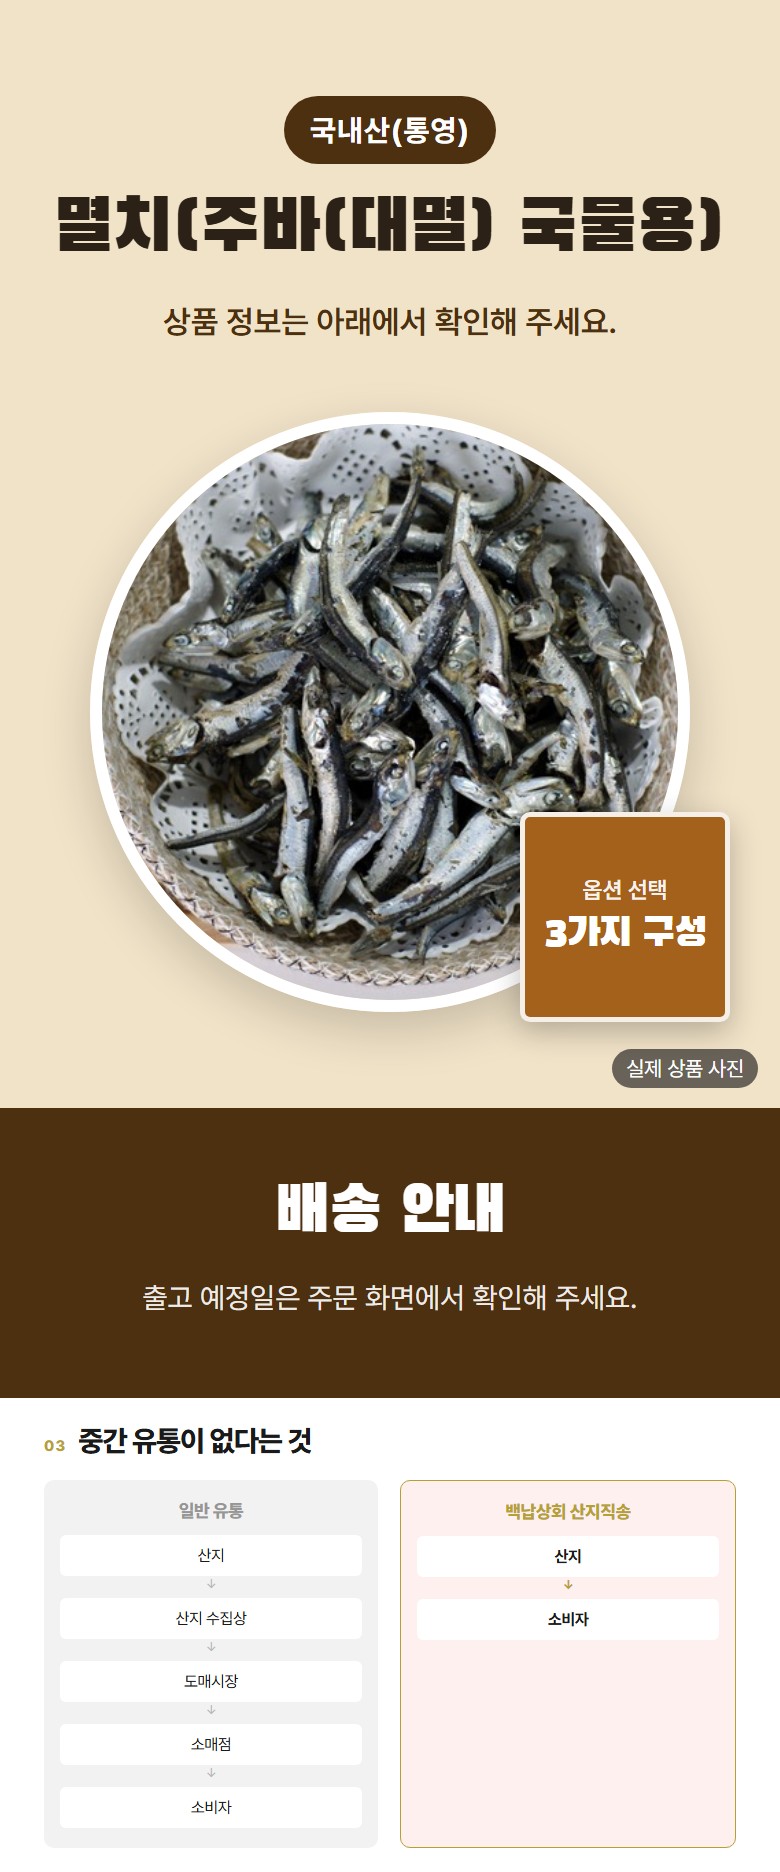 국내산(통영)
멸치(주바(대멸) 국물용)
상품 정보는 아래에서 확인해 주세요.
옵션 선택
3가지 구성
실제 상품 사진
배송 안내
출고 예정일은 주문 화면에서 확인해 주세요.
03 중간 유통이 없다는 것
일반 유통
산지
↓
산지 수집상
↓
도매시장
↓
소매점
↓
소비자
백납상회 산지직송
산지
↓
소비자